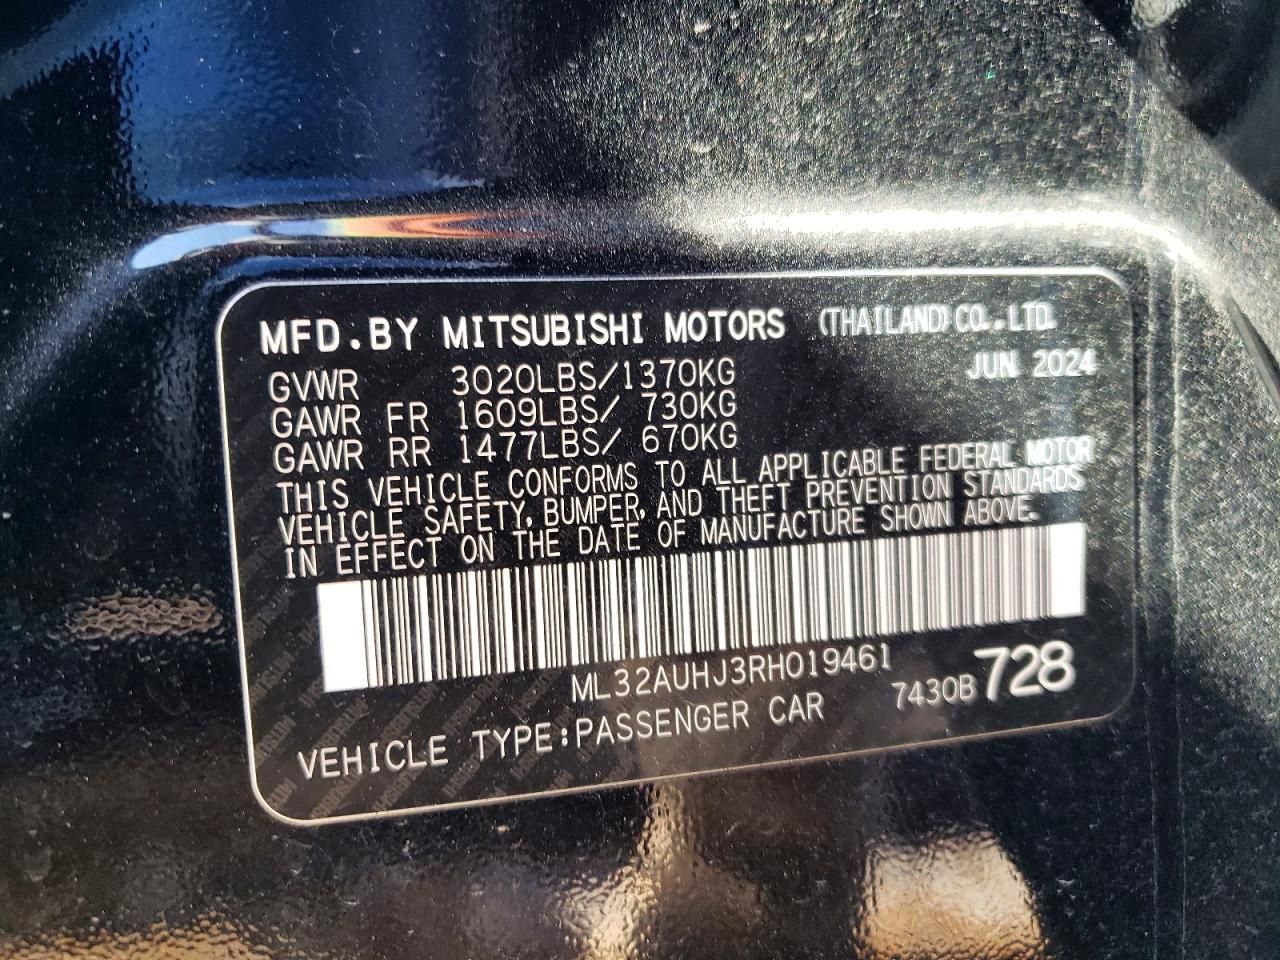 MFD.BY MITSUBISHI MOTORS (THAILAND) CO.,LTD.
JUN 2024
GVWR 3020LBS/1370KG
GAWR FR 1609LBS/ 730KG
GAWR RR 1477LBS/ 670KG
THIS VEHICLE CONFORMS TO ALL APPLICABLE FEDERAL MOTOR
VEHICLE SAFETY, BUMPER, AND THEFT PREVENTION STANDARDS
IN EFFECT ON THE DATE OF MANUFACTURE SHOWN ABOVE.
ML32AUHJ3RH019461
7430B 728
VEHICLE TYPE:PASSENGER CAR